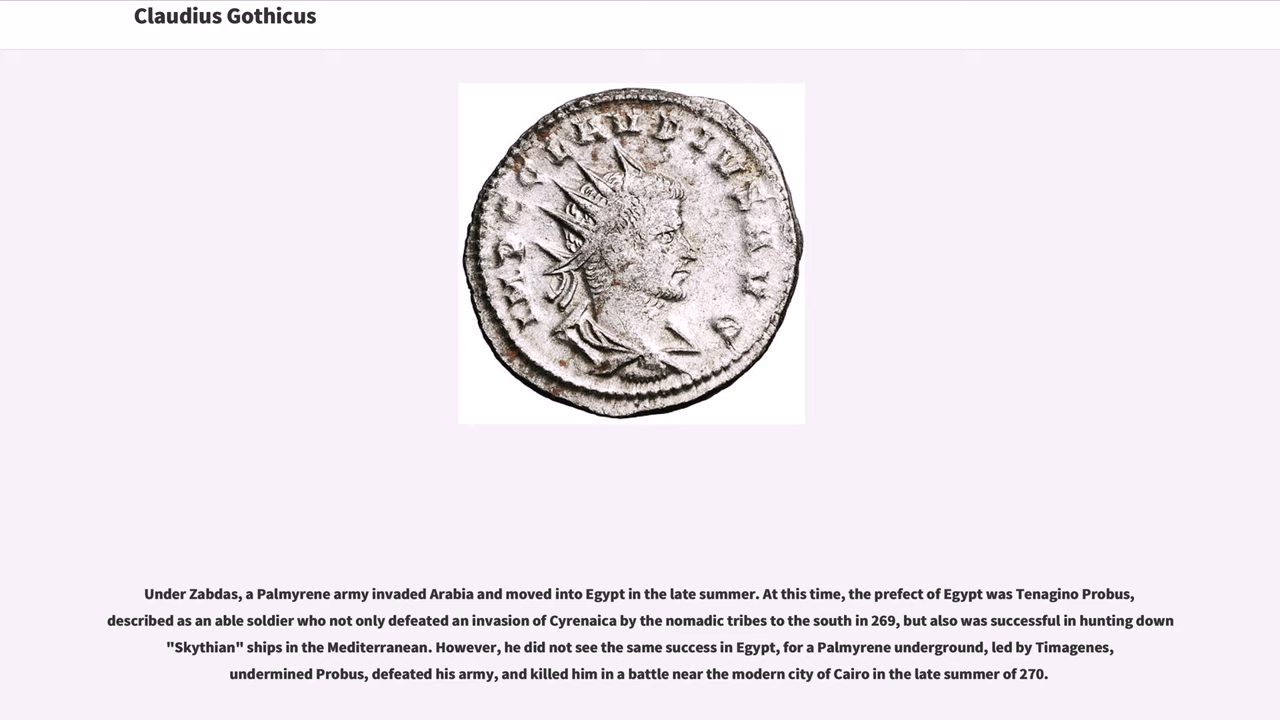 Claudius Gothicus
IMP C CLAUDIUS AUG
Under Zabdas, a Palmyrene army invaded Arabia and moved into Egypt in the late summer. At this time, the prefect of Egypt was Tenagino Probus,
described as an able soldier who not only defeated an invasion of Cyrenaica by the nomadic tribes to the south in 269, but also was successful in hunting down
"Skythian" ships in the Mediterranean. However, he did not see the same success in Egypt, for a Palmyrene underground, led by Timagenes,
undermined Probus, defeated his army, and killed him in a battle near the modern city of Cairo in the late summer of 270.